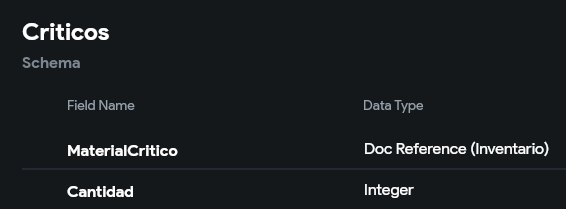 Criticos
Schema
Field Name Data Type
MaterialCritico Doc Reference (Inventario)
Cantidad Integer